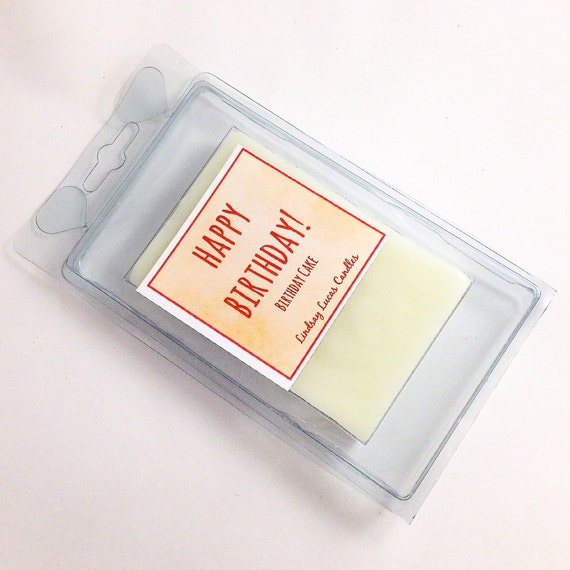 HAPPY
BIRTHDAY!
BIRTHDAY CAKE
Lindsay Lucas Candles